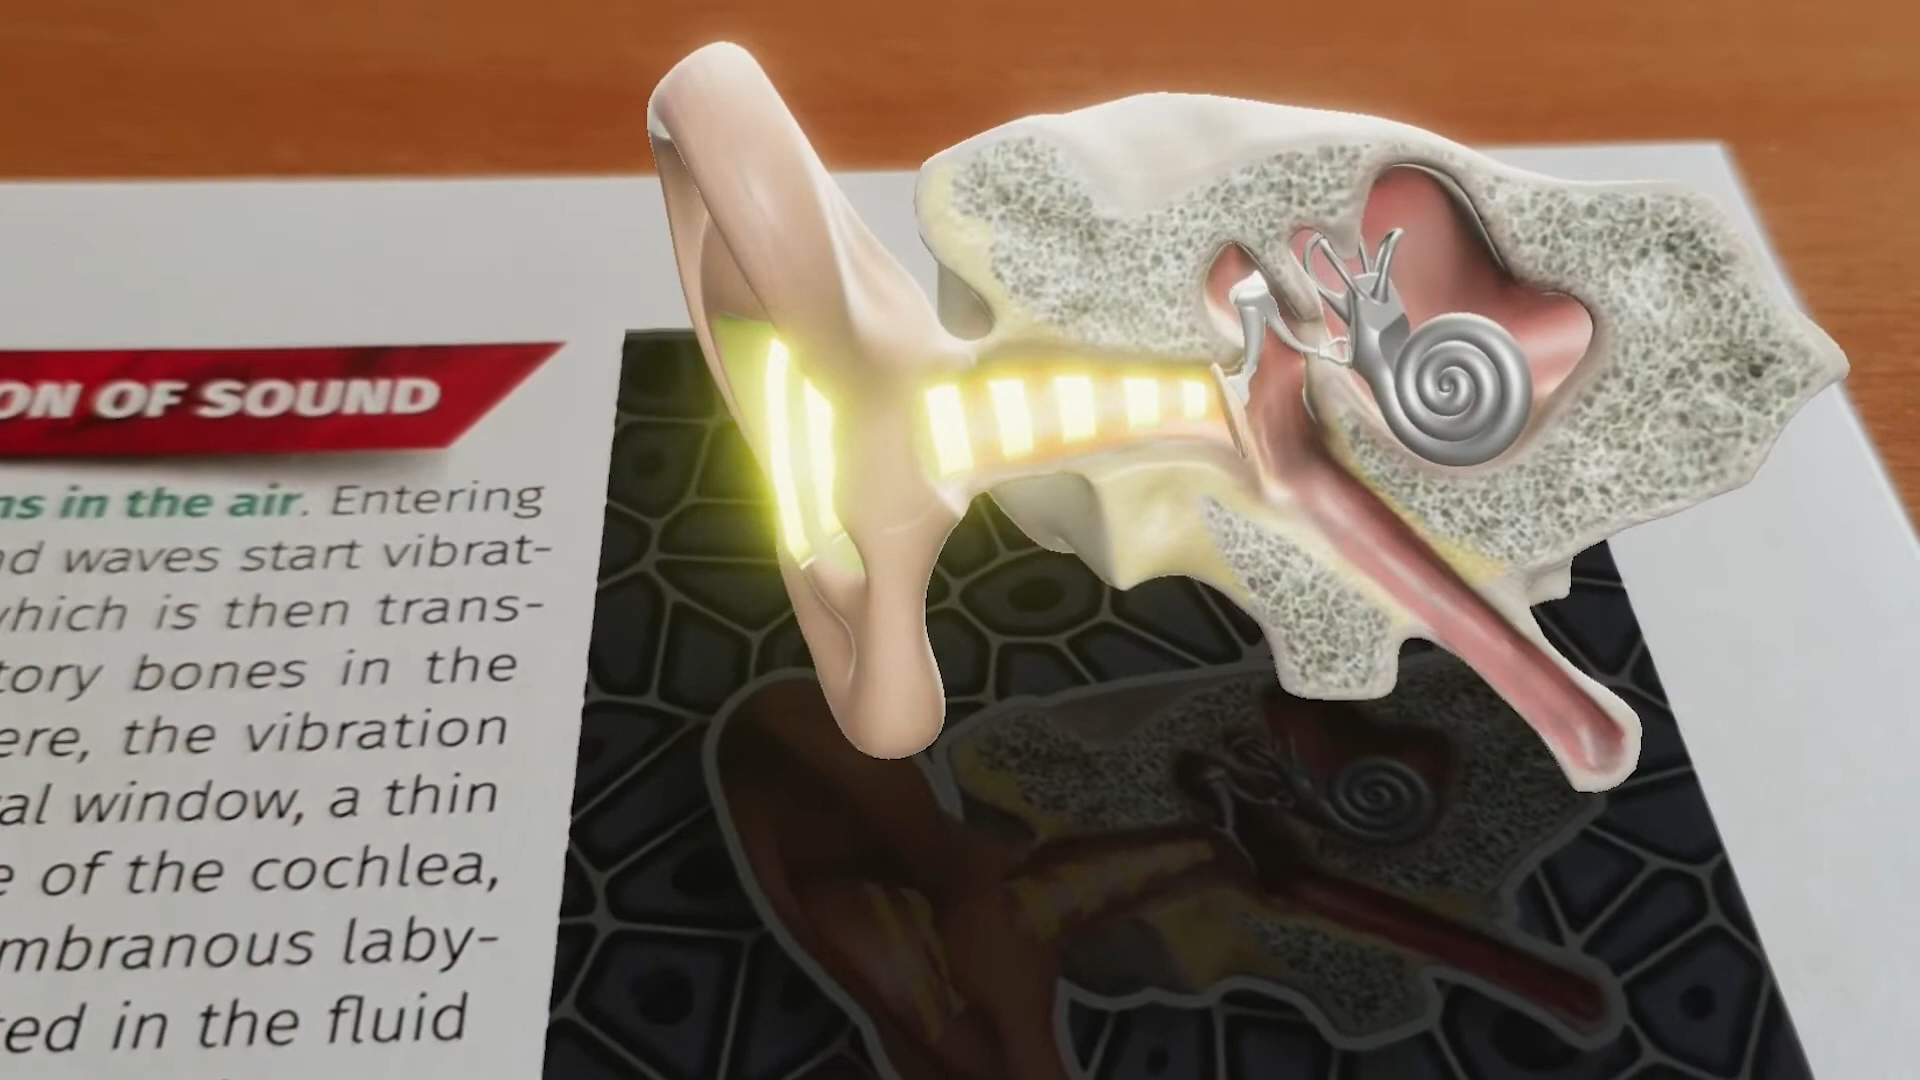 ON OF SOUND
ns in the air. Entering
nd waves start vibrat-
which is then trans-
tory bones in the
ere, the vibration
al window, a thin
e of the cochlea,
mbranous laby-
ted in the fluid